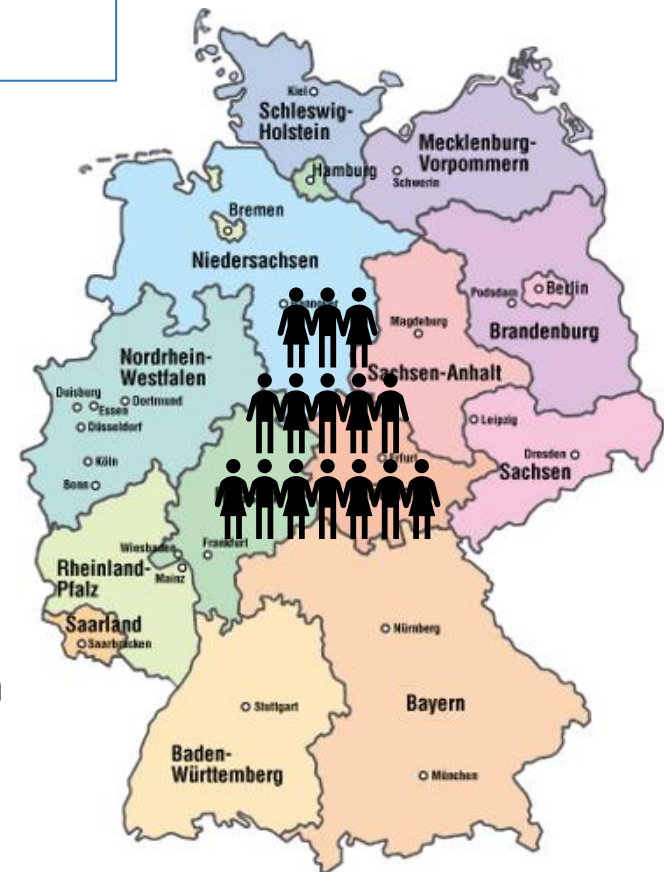 Kiel
Schleswig-
Holstein
Mecklenburg-
Vorpommern
Hamburg
Schwerin
Bremen
Niedersachsen
Hannover
Potsdam
Berlin
Brandenburg
Magdeburg
Sachsen-Anhalt
Nordrhein-
Westfalen
Duisburg
Essen
Dortmund
Düsseldorf
Köln
Bonn
Leipzig
Dresden
Sachsen
Erfurt
Wiesbaden
Frankfurt
Mainz
Rheinland-
Pfalz
Saarland
Saarbrücken
Nürnberg
Stuttgart
Bayern
Baden-
Württemberg
München